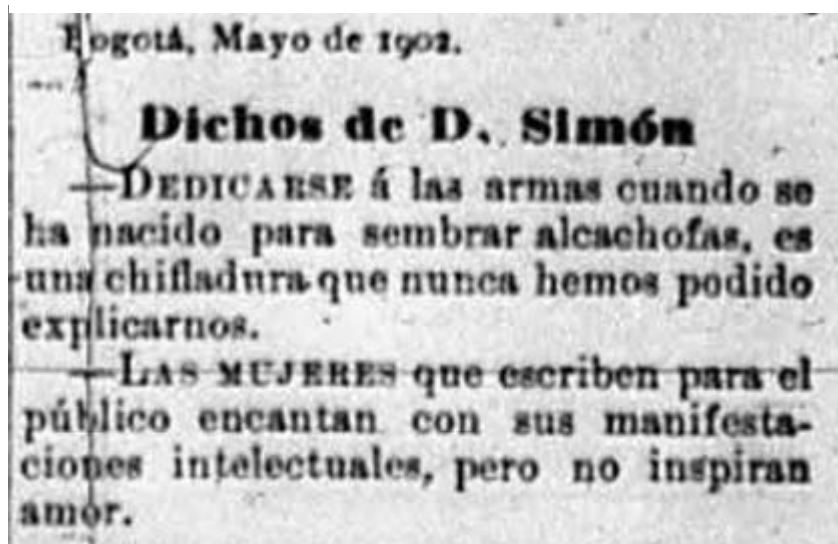 Bogotá, Mayo de 1902.
Dichos de D. Simón
—DEDICARSE á las armas cuando se
ha nacido para sembrar alcachofas, es
una chifladura que nunca hemos podido
explicarnos.
—LAS MUJERES que escriben para el
público encantan con sus manifesta-
ciones intelectuales, pero no inspiran
amor.